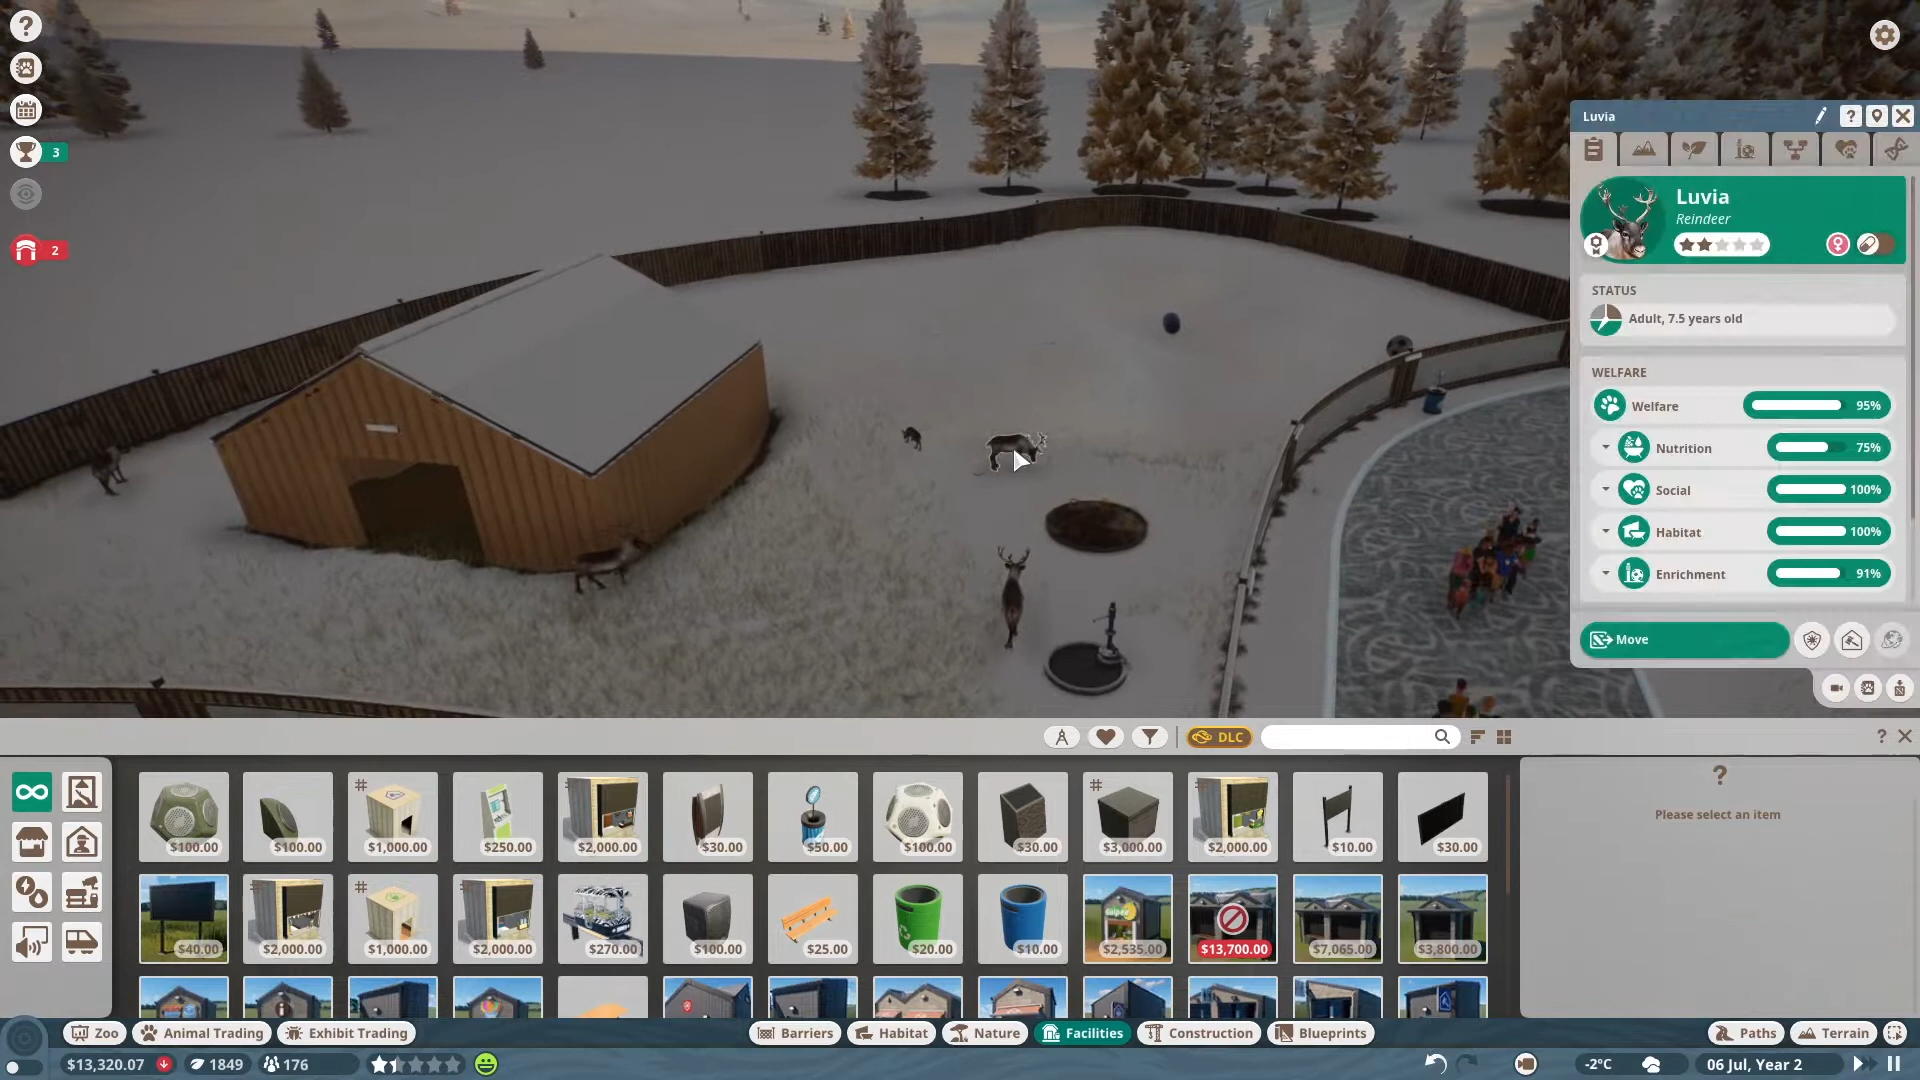 3
2
Luvia
Luvia
Reindeer
STATUS
Adult, 7.5 years old
WELFARE
Welfare 95%
Nutrition 75%
Social 100%
Habitat 100%
Enrichment 91%
Move
DLC
?
Please select an item
$100.00 $100.00 $1,000.00 $250.00 $2,000.00 $30.00 $50.00 $100.00 $30.00 $3,000.00 $2,000.00 $10.00 $30.00
$40.00 $2,000.00 $1,000.00 $2,000.00 $270.00 $100.00 $25.00 $20.00 $10.00 $2,535.00 $13,700.00 $7,065.00 $3,800.00
Zoo Animal Trading Exhibit Trading Barriers Habitat Nature Facilities Construction Blueprints Paths Terrain
$13,320.07 1849 176 -2°C 06 Jul, Year 2